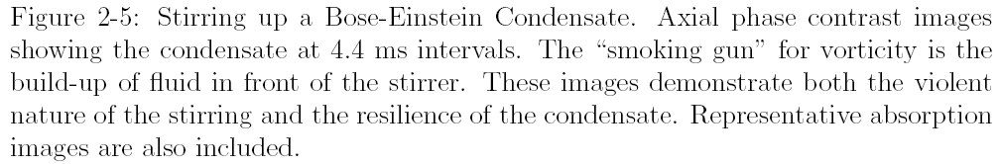 Figure 2-5: Stirring up a Bose-Einstein Condensate. Axial phase contrast images
showing the condensate at 4.4 ms intervals. The “smoking gun” for vorticity is the
build-up of fluid in front of the stirrer. These images demonstrate both the violent
nature of the stirring and the resilience of the condensate. Representative absorption
images are also included.